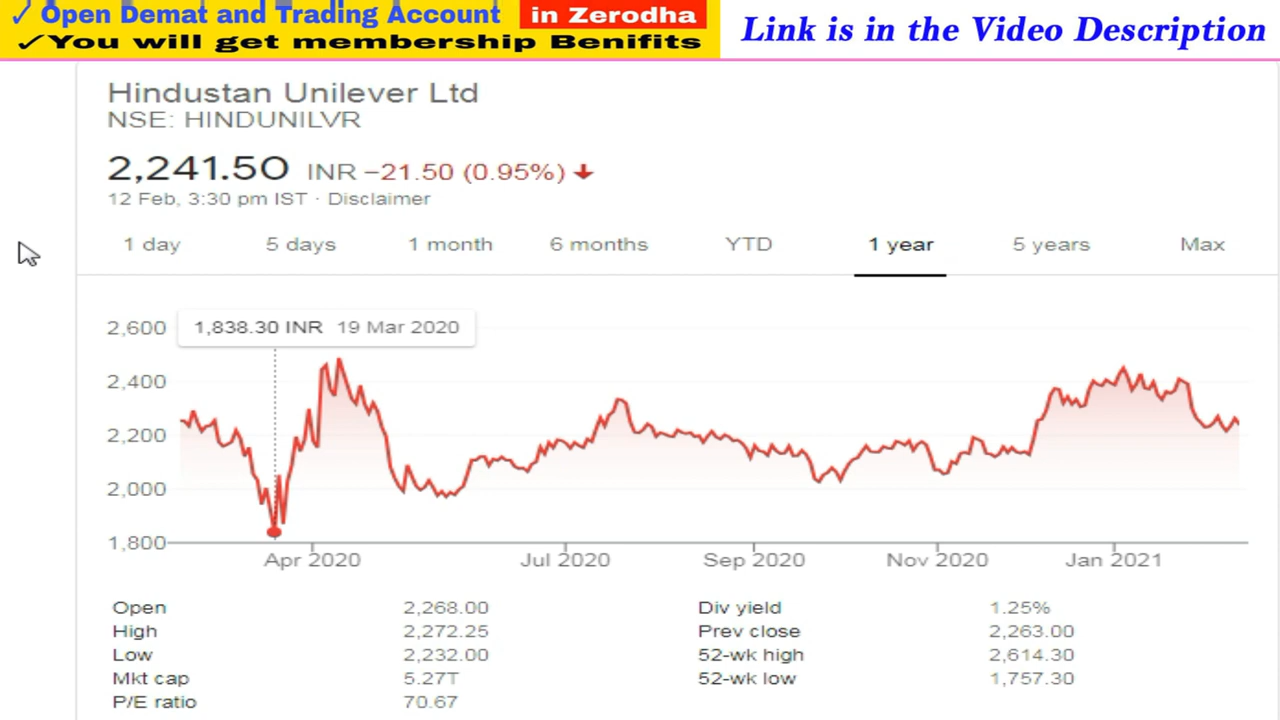 ✓ Open Demat and Trading Account in Zerodha
✓You will get membership Benifits
Link is in the Video Description
Hindustan Unilever Ltd
NSE: HINDUNILVR
2,241.50 INR −21.50 (0.95%) ↓
12 Feb, 3:30 pm IST · Disclaimer
1 day 5 days 1 month 6 months YTD 1 year 5 years Max
1,838.30 INR 19 Mar 2020
2,600
2,400
2,200
2,000
1,800
Apr 2020 Jul 2020 Sep 2020 Nov 2020 Jan 2021
Open 2,268.00 Div yield 1.25%
High 2,272.25 Prev close 2,263.00
Low 2,232.00 52-wk high 2,614.30
Mkt cap 5.27T 52-wk low 1,757.30
P/E ratio 70.67